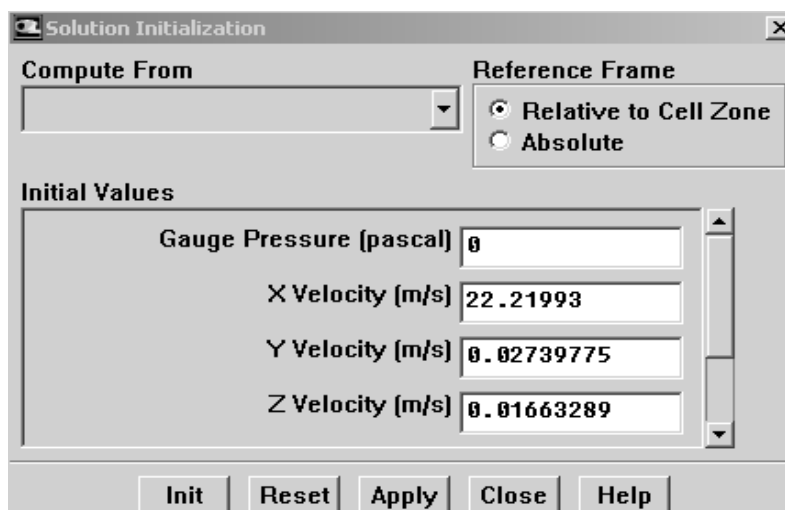 Solution Initialization
Compute From
Reference Frame
Relative to Cell Zone
Absolute
Initial Values
Gauge Pressure (pascal) 0
X Velocity (m/s) 22.21993
Y Velocity (m/s) 0.02739775
Z Velocity (m/s) 0.01663289
Init Reset Apply Close Help